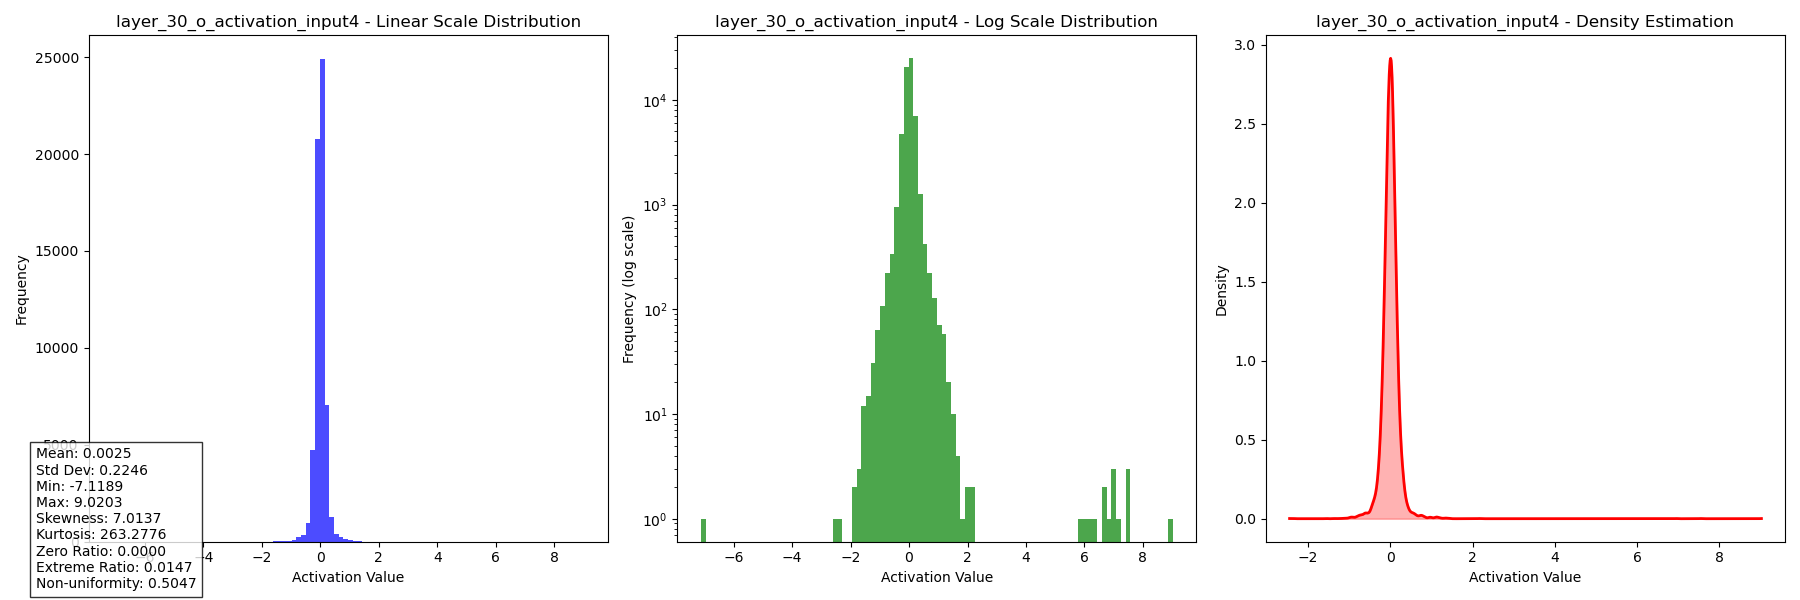 layer_30_o_activation_input4 - Linear Scale Distribution
25000
20000
15000
10000
5000
0
Frequency
−4
−2
0
2
4
6
8
Activation Value
Mean: 0.0025
Std Dev: 0.2246
Min: -7.1189
Max: 9.0203
Skewness: 7.0137
Kurtosis: 263.2776
Zero Ratio: 0.0000
Extreme Ratio: 0.0147
Non-uniformity: 0.5047
layer_30_o_activation_input4 - Log Scale Distribution
10⁴
10³
10²
10¹
10⁰
Frequency (log scale)
−6
−4
−2
0
2
4
6
8
Activation Value
layer_30_o_activation_input4 - Density Estimation
3.0
2.5
2.0
1.5
1.0
0.5
0.0
Density
−2
0
2
4
6
8
Activation Value